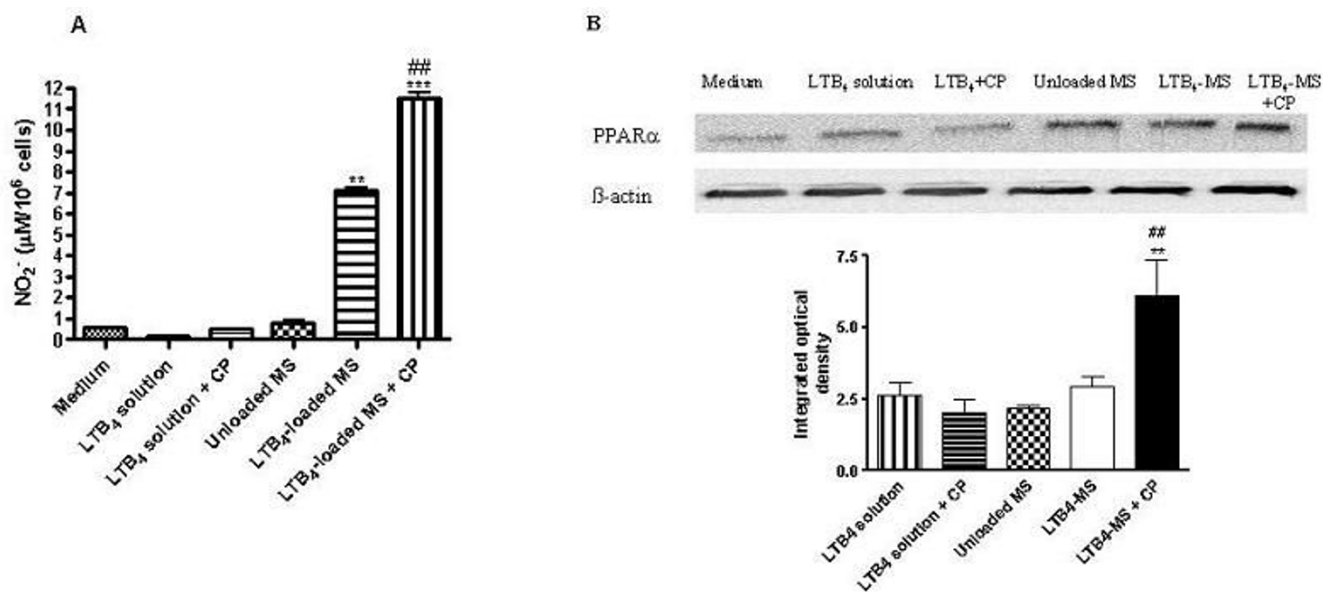 A
NO₂⁻ (µM/10⁶ cells)
12
11
10
9
8
7
6
5
4
3
2
1
0
**
##
***
Medium
LTB₄ solution
LTB₄ solution + CP
Unloaded MS
LTB₄-loaded MS
LTB₄-loaded MS + CP
B
Medium LTB₄ solution LTB₄+CP Unloaded MS LTB₄-MS LTB₄-MS
+CP
PPARα
ß-actin
Integrated optical
density
7.5
5.0
2.5
0.0
##
**
LTB4 solution
LTB4 solution + CP
Unloaded MS
LTB4-MS
LTB4-MS + CP